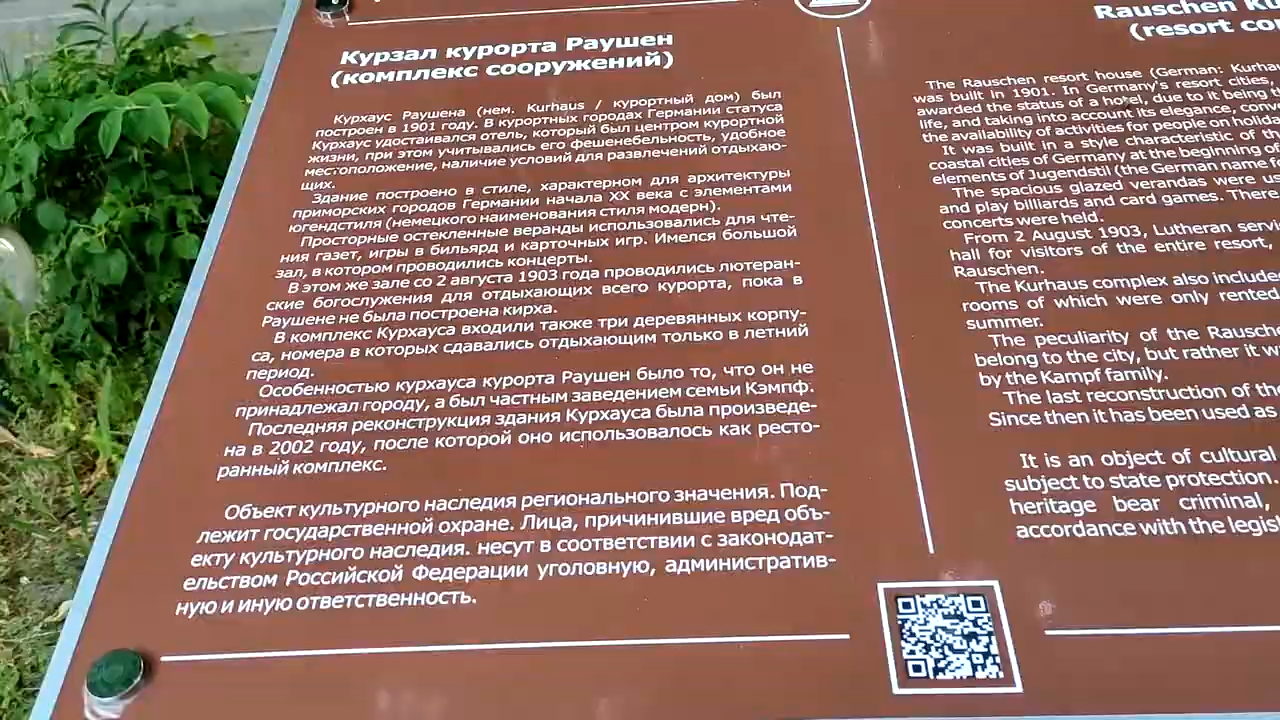 Курзал курорта Раушен
(комплекс сооружений)
Курхаус Раушена (нем. Kurhaus / курортный дом) был
построен в 1901 году. В курортных городах Германии статуса
Курхаус удостаивался отель, который был центром курортной
жизни, при этом учитывались его фешенебельность, удобное
местоположение, наличие условий для развлечений отдыхаю-
щих.
Здание построено в стиле, характерном для архитектуры
приморских городов Германии начала XX века с элементами
югендстиля (немецкого наименования стиля модерн).
Просторные остекленные веранды использовались для чте-
ния газет, игры в бильярд и карточных игр. Имелся большой
зал, в котором проводились концерты.
В этом же зале со 2 августа 1903 года проводились лютеран-
ские богослужения для отдыхающих всего курорта, пока в
Раушене не была построена кирха.
В комплекс Курхауса входили также три деревянных корпу-
са, номера в которых сдавались отдыхающим только в летний
период.
Особенностью курхауса курорта Раушен было то, что он не
принадлежал городу, а был частным заведением семьи Кэмпф.
Последняя реконструкция здания Курхауса была произведе-
на в 2002 году, после которой оно использовалось как ресто-
ранный комплекс.
Объект культурного наследия регионального значения. Под-
лежит государственной охране. Лица, причинившие вред объ-
екту культурного наследия. несут в соответствии с законодат-
ельством Российской Федерации уголовную, административ-
ную и иную ответственность.
Rauschen
(resort
The Rauschen resort house (German:
was built in 1901. In Germany's resort cities,
awarded the status of a hotel, due to it being
life, and taking into account its elegance,
the availability of activities for people on
It was built in a style characteristic of
coastal cities of Germany at the beginning of
elements of Jugendstil (the German name
The spacious glazed verandas were
and play billiards and card games. There
concerts were held.
From 2 August 1903, Lutheran
hall for visitors of the entire resort,
Rauschen.
The Kurhaus complex also
rooms of which were only rented
summer.
The peculiarity of the
belong to the city, but rather it
by the Kampf family.
The last reconstruction of
Since then it has been used as
It is an object of cultural
subject to state protection.
heritage bear criminal,
accordance with the